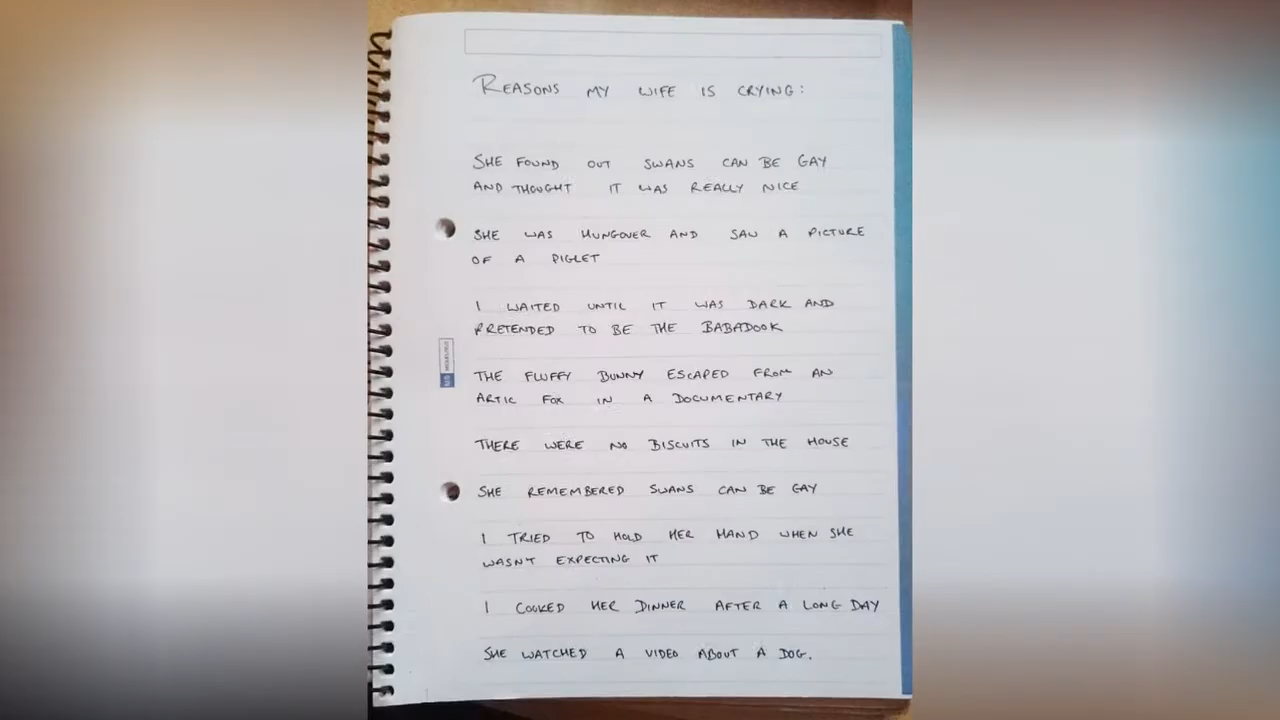 REASONS MY WIFE IS CRYING:
SHE FOUND OUT SWANS CAN BE GAY
AND THOUGHT IT WAS REALLY NICE
SHE WAS HUNGOVER AND SAW A PICTURE
OF A PIGLET
I WAITED UNTIL IT WAS DARK AND
PRETENDED TO BE THE BABADOOK
THE FLUFFY BUNNY ESCAPED FROM AN
ARTIC FOX IN A DOCUMENTARY
THERE WERE NO BISCUITS IN THE HOUSE
SHE REMEMBERED SWANS CAN BE GAY
I TRIED TO HOLD HER HAND WHEN SHE
WASNT EXPECTING IT
I COOKED HER DINNER AFTER A LONG DAY
SHE WATCHED A VIDEO ABOUT A DOG.